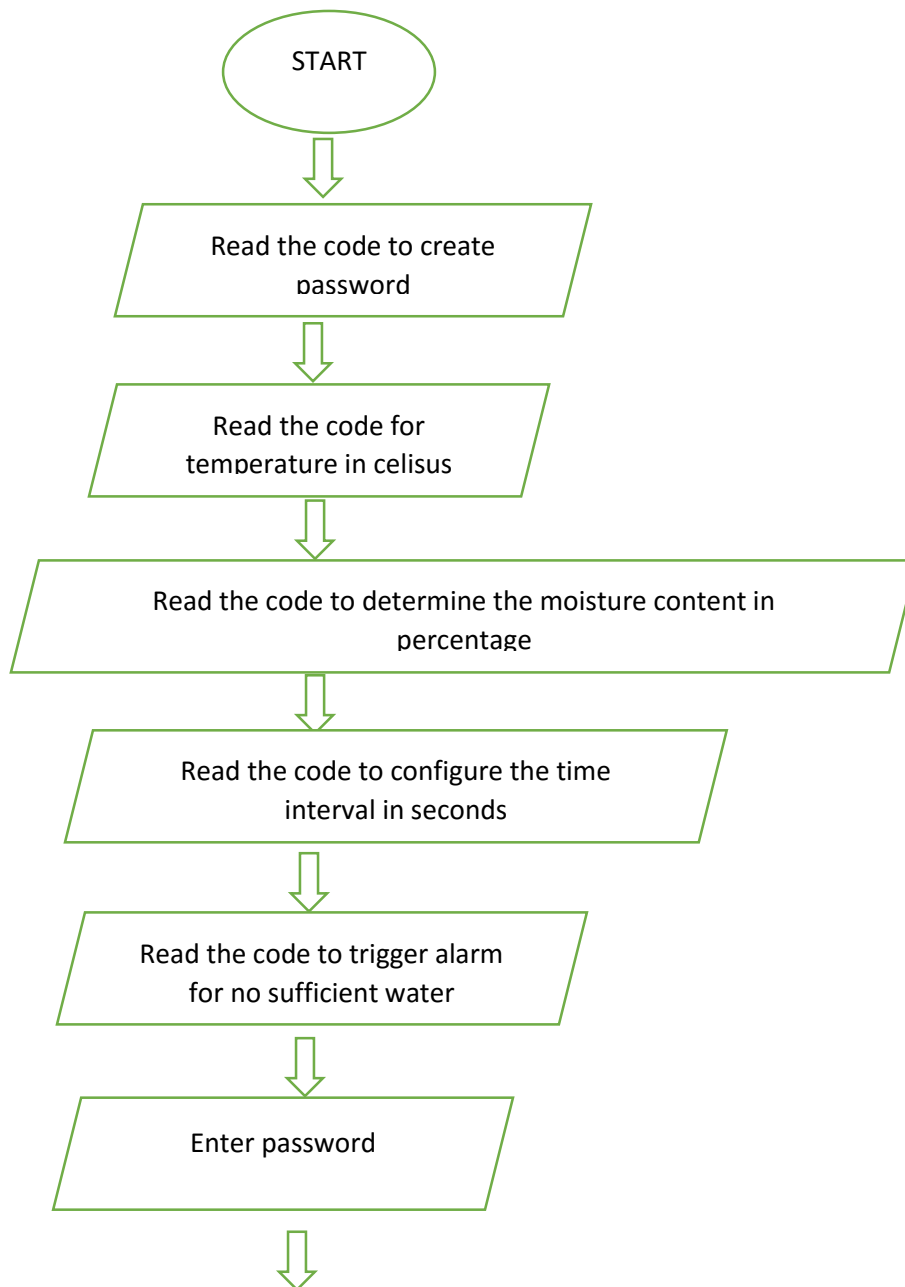 START
Read the code to create
password
Read the code for
temperature in celisus
Read the code to determine the moisture content in
percentage
Read the code to configure the time
interval in seconds
Read the code to trigger alarm
for no sufficient water
Enter password